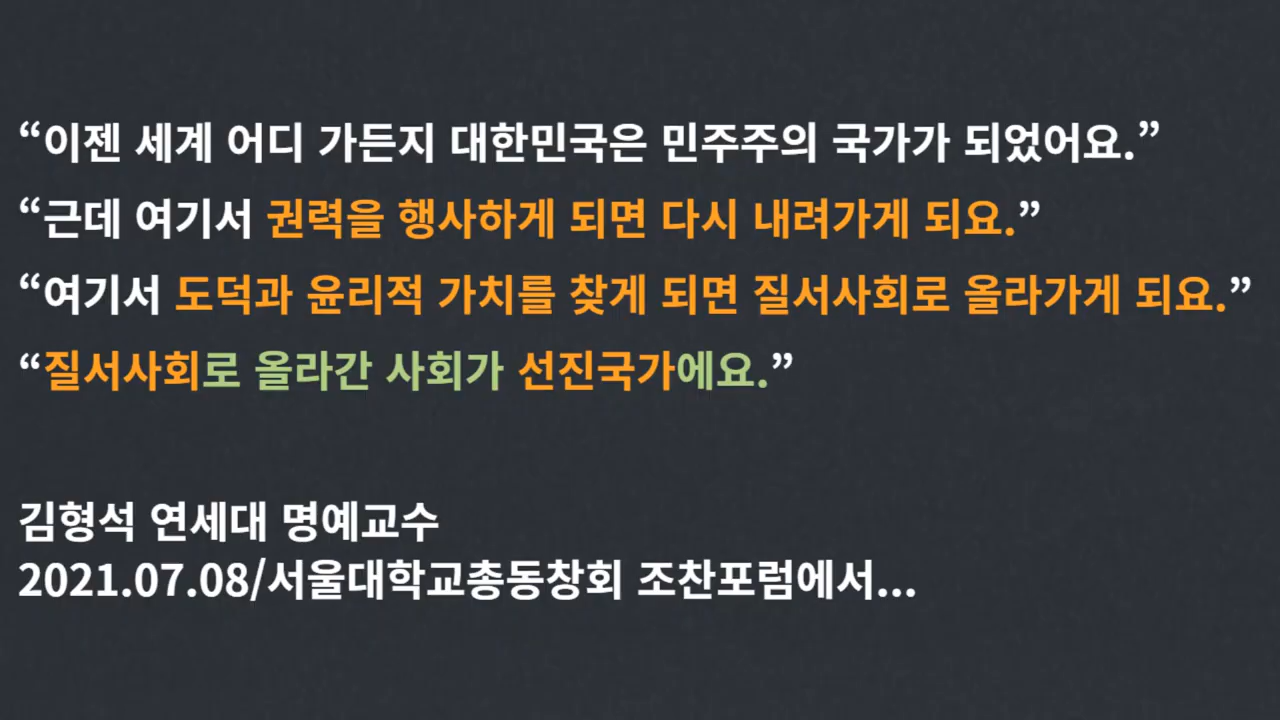 “이젠 세계 어디 가든지 대한민국은 민주주의 국가가 되었어요.”
“근데 여기서 권력을 행사하게 되면 다시 내려가게 되요.”
“여기서 도덕과 윤리적 가치를 찾게 되면 질서사회로 올라가게 되요.”
“질서사회로 올라간 사회가 선진국가에요.”
김형석 연세대 명예교수
2021.07.08/서울대학교총동창회 조찬포럼에서...